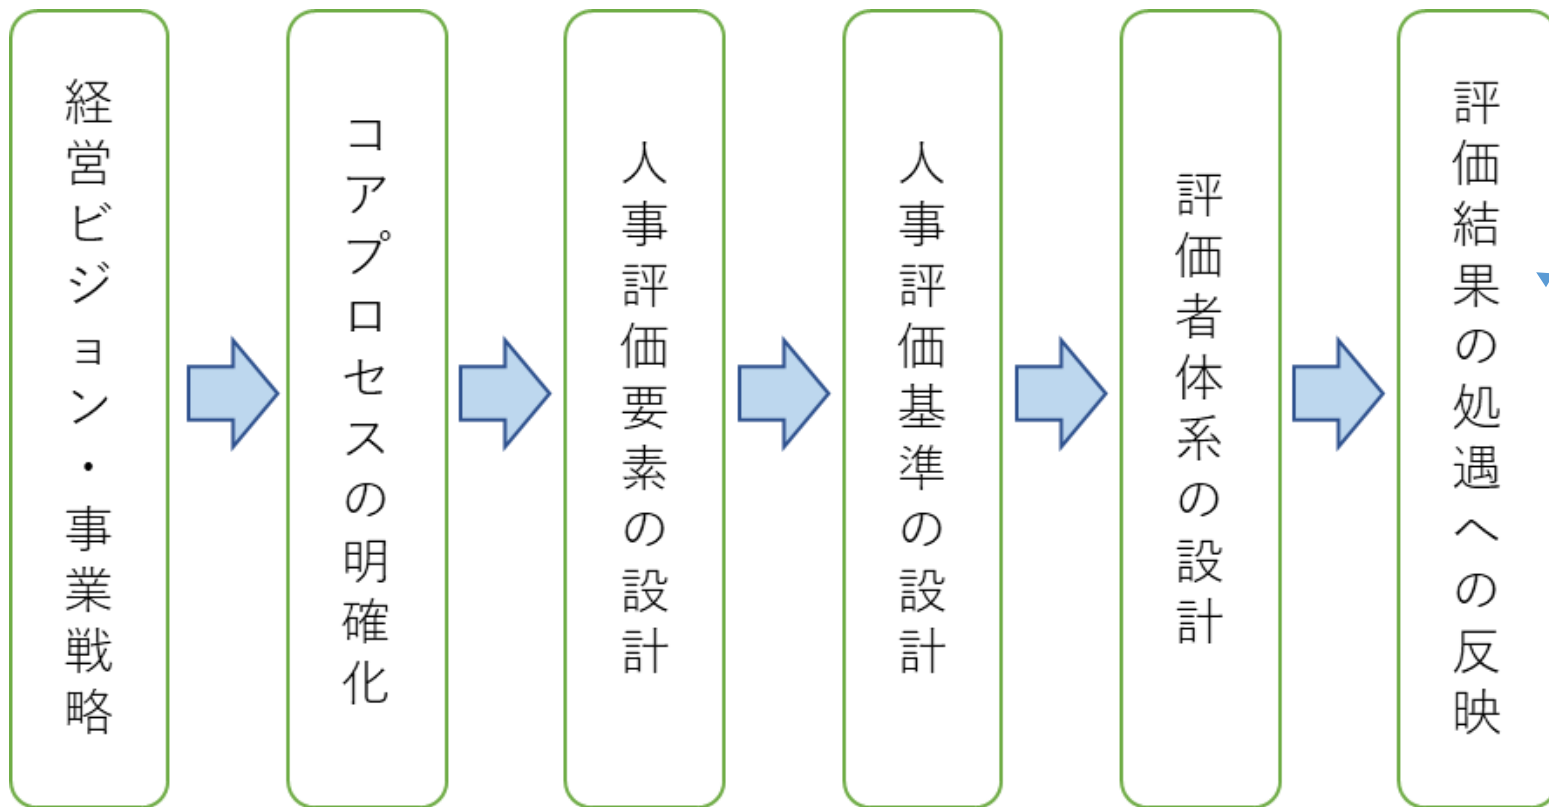 経営ビジョン・事業戦略
コアプロセスの明確化
人事評価要素の設計
人事評価基準の設計
評価者体系の設計
評価結果の処遇への反映